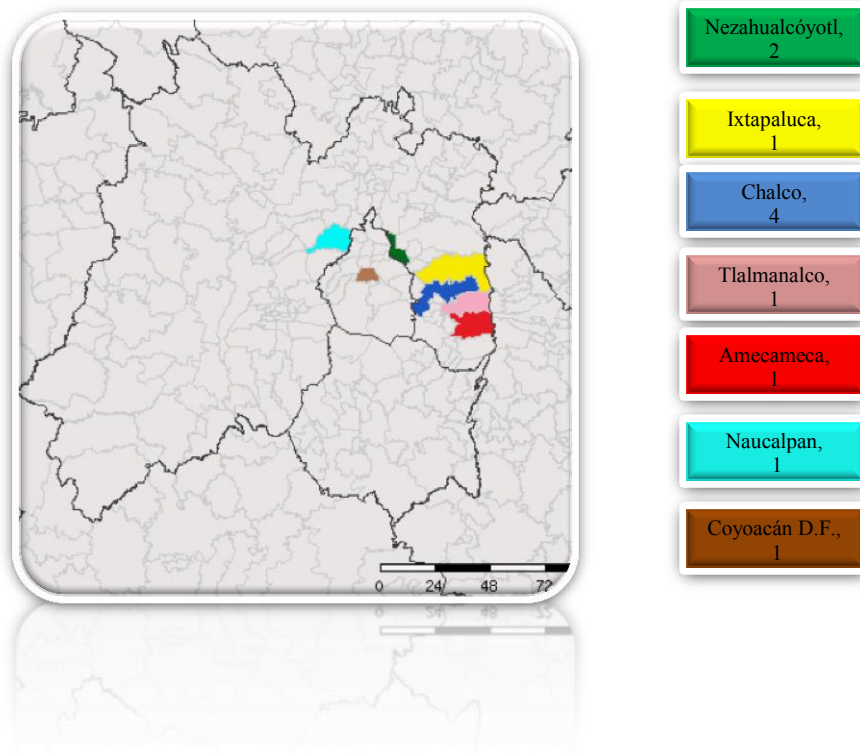 Nezahualcóyotl,
2
Ixtapaluca,
1
Chalco,
4
Tlalmanalco,
1
Amecameca,
1
Naucalpan,
1
Coyoacán D.F.,
1
0 24 48 72